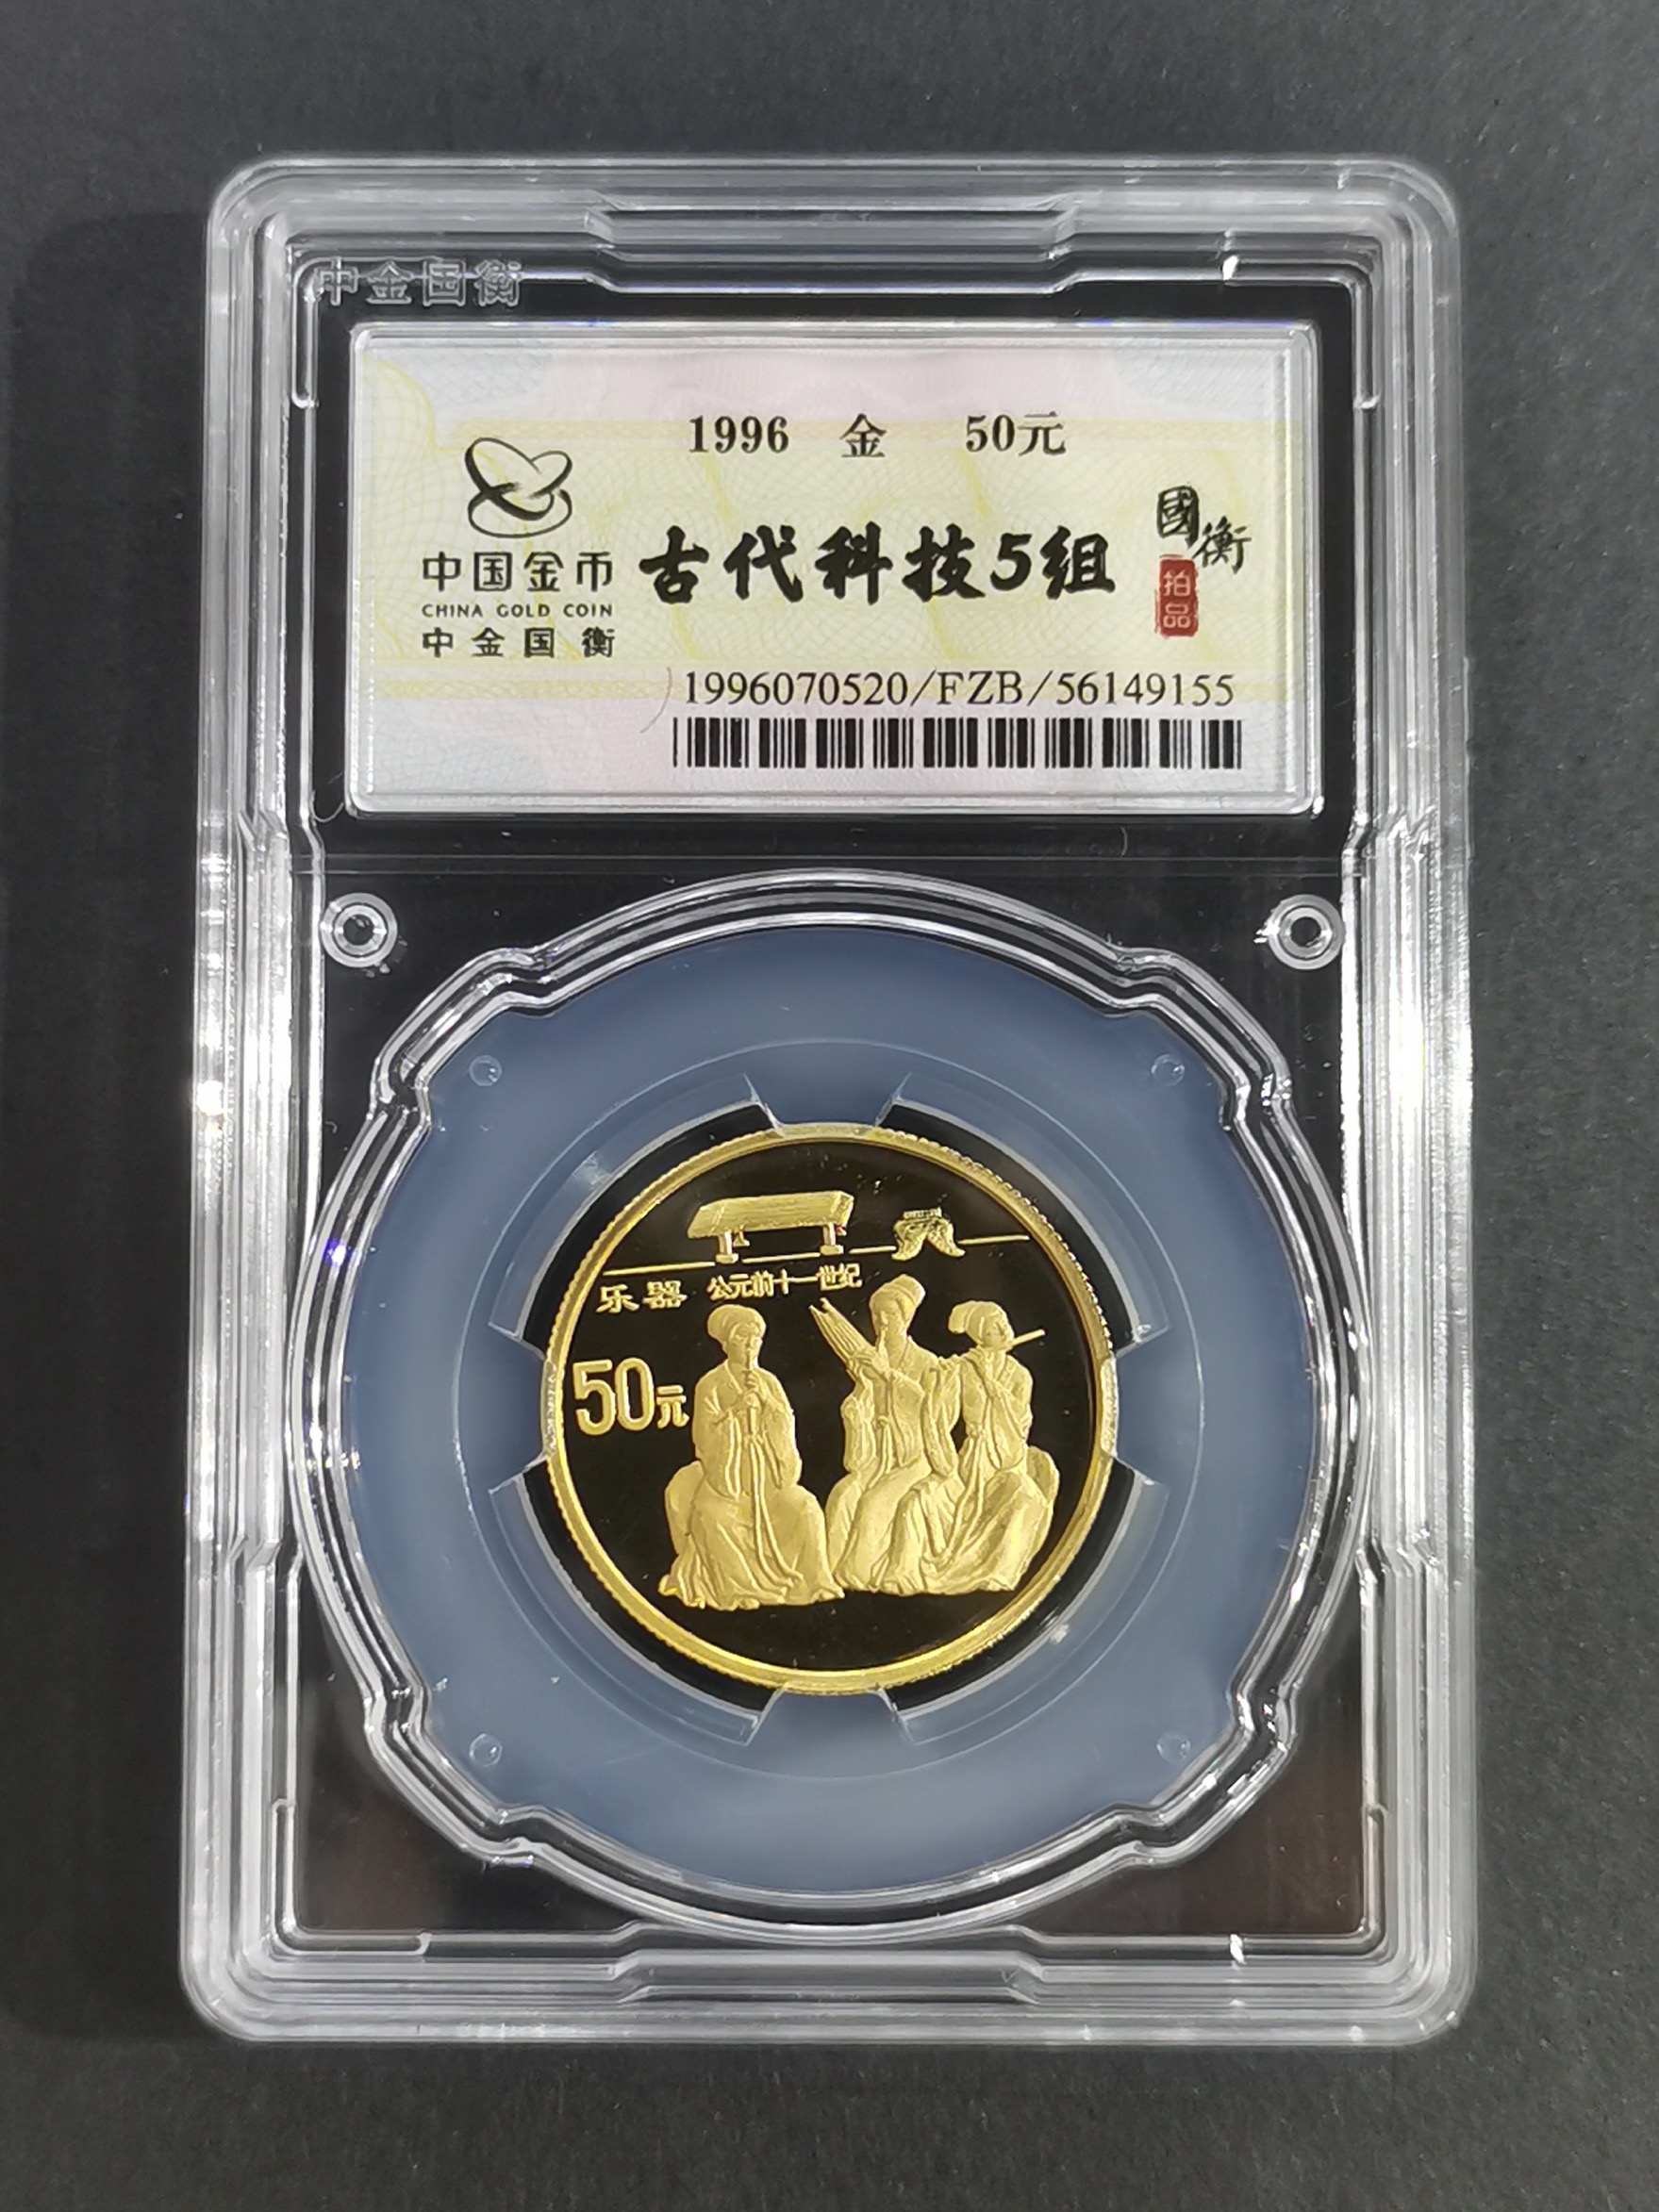 中金国衡
1996 金 50元
中国金币
CHINA GOLD COIN
中金国衡
古代科技5组
國衡
拍品
1996070520/FZB/56149155
乐器 公元前十一世纪
50元